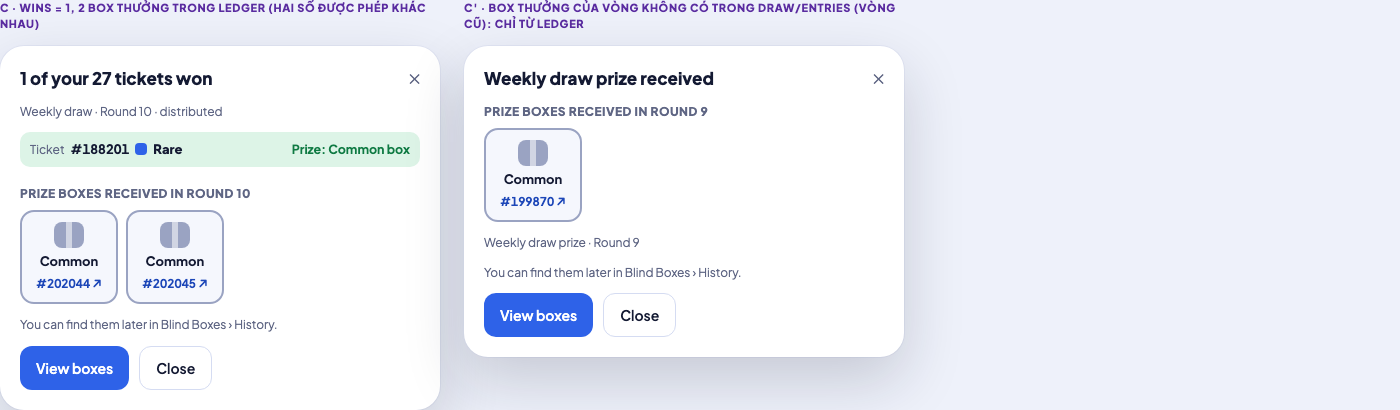 C · WINS = 1, 2 BOX THƯỞNG TRONG LEDGER (HAI SỐ ĐƯỢC PHÉP KHÁC
NHAU)
1 of your 27 tickets won
×
Weekly draw · Round 10 · distributed
Ticket #188201 Rare Prize: Common box
PRIZE BOXES RECEIVED IN ROUND 10
Common Common
#202044 ↗ #202045 ↗
You can find them later in Blind Boxes › History.
View boxes Close
C' · BOX THƯỞNG CỦA VÒNG KHÔNG CÓ TRONG DRAW/ENTRIES (VÒNG
CŨ): CHỈ TỪ LEDGER
Weekly draw prize received
×
PRIZE BOXES RECEIVED IN ROUND 9
Common
#199870 ↗
Weekly draw prize · Round 9
You can find them later in Blind Boxes › History.
View boxes Close